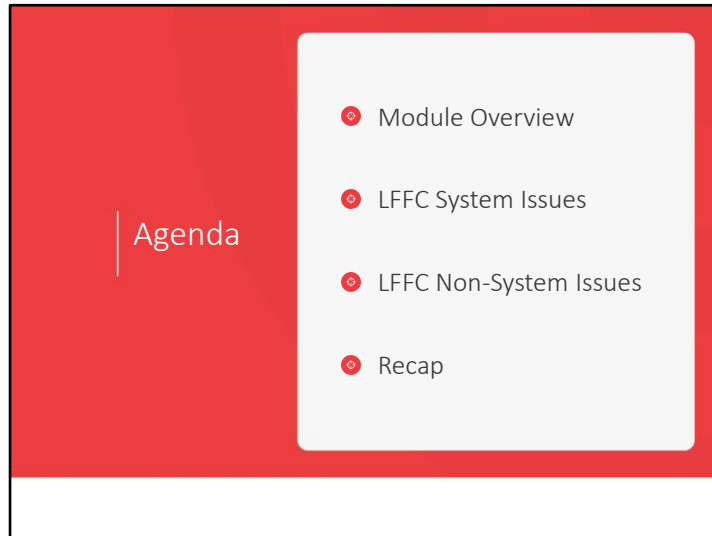 Agenda
Module Overview
LFFC System Issues
LFFC Non-System Issues
Recap